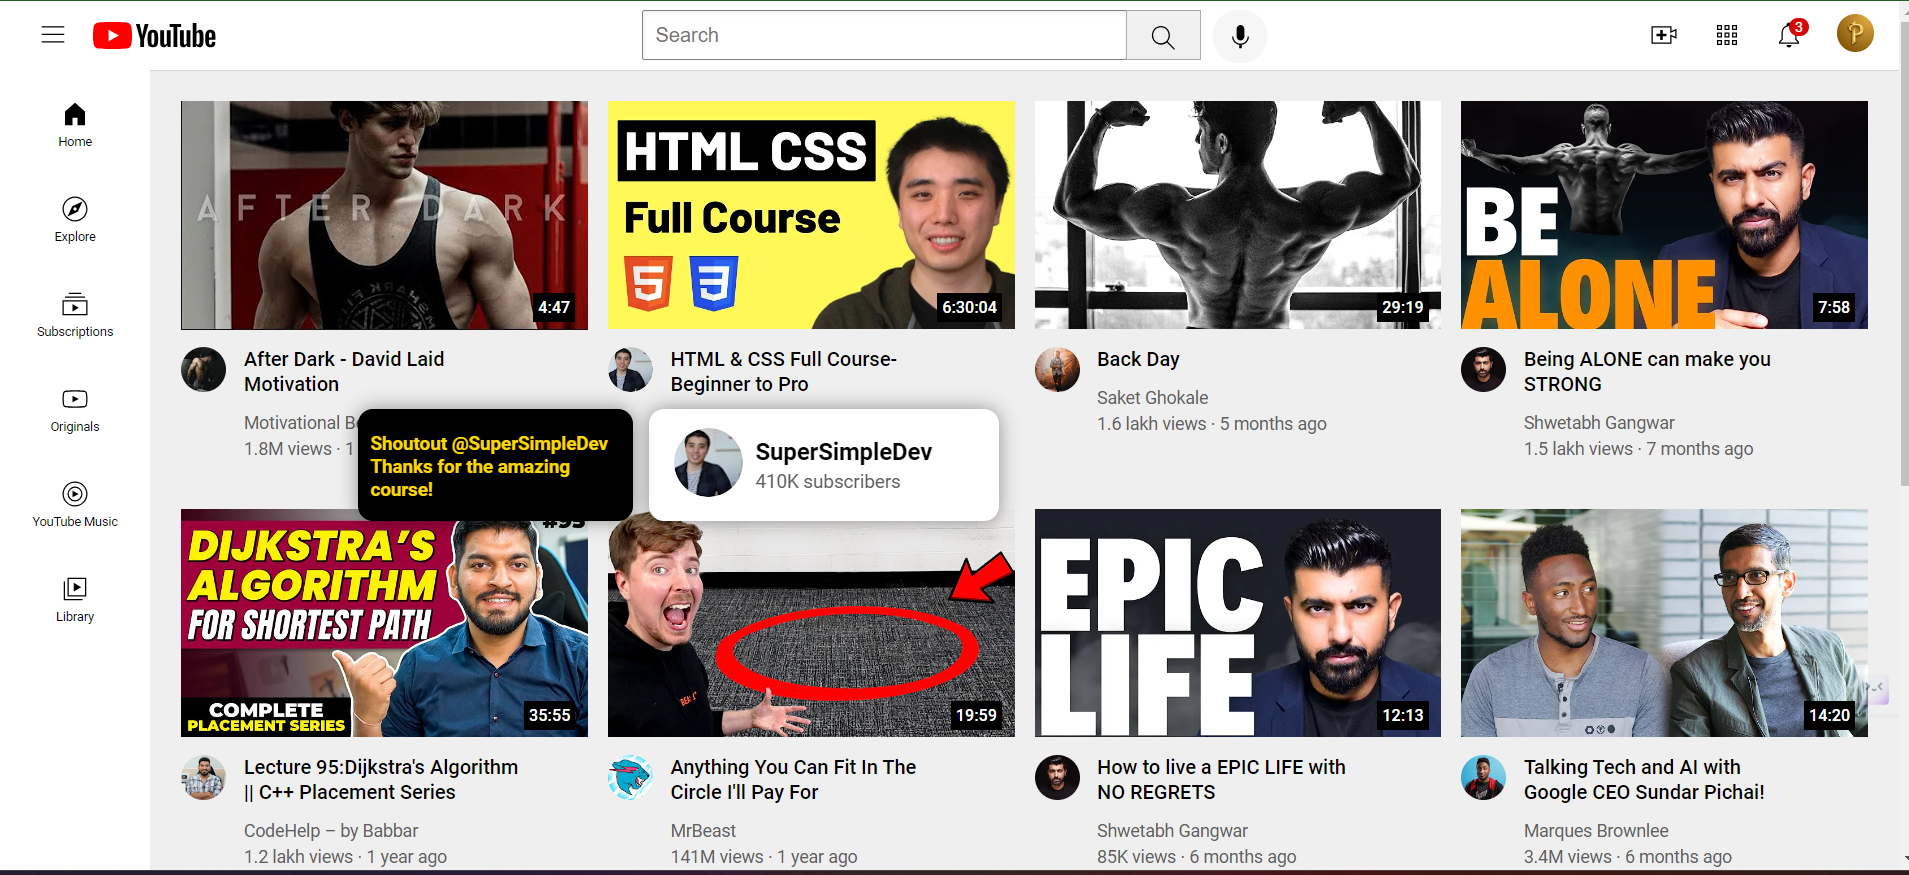 YouTube
Search
3
Home
Explore
Subscriptions
Originals
YouTube Music
Library
AFTER DARK
4:47
HTML CSS
Full Course
5
3
6:30:04
29:19
BE
ALONE
7:58
After Dark - David Laid
Motivation
1.8M views · 1
HTML & CSS Full Course-
Beginner to Pro
Back Day
Saket Ghokale
1.6 lakh views · 5 months ago
Being ALONE can make you
STRONG
Shwetabh Gangwar
1.5 lakh views · 7 months ago
Motivational
Shoutout @SuperSimpleDev
Thanks for the amazing
course!
SuperSimpleDev
410K subscribers
DIJKSTRA'S
ALGORITHM
FOR SHORTEST PATH
COMPLETE
PLACEMENT SERIES
35:55
19:59
EPIC
LIFE
12:13
14:20
Lecture 95:Dijkstra's Algorithm
|| C++ Placement Series
CodeHelp – by Babbar
1.2 lakh views · 1 year ago
Anything You Can Fit In The
Circle I'll Pay For
MrBeast
141M views · 1 year ago
How to live a EPIC LIFE with
NO REGRETS
Shwetabh Gangwar
85K views · 6 months ago
Talking Tech and AI with
Google CEO Sundar Pichai!
Marques Brownlee
3.4M views · 6 months ago